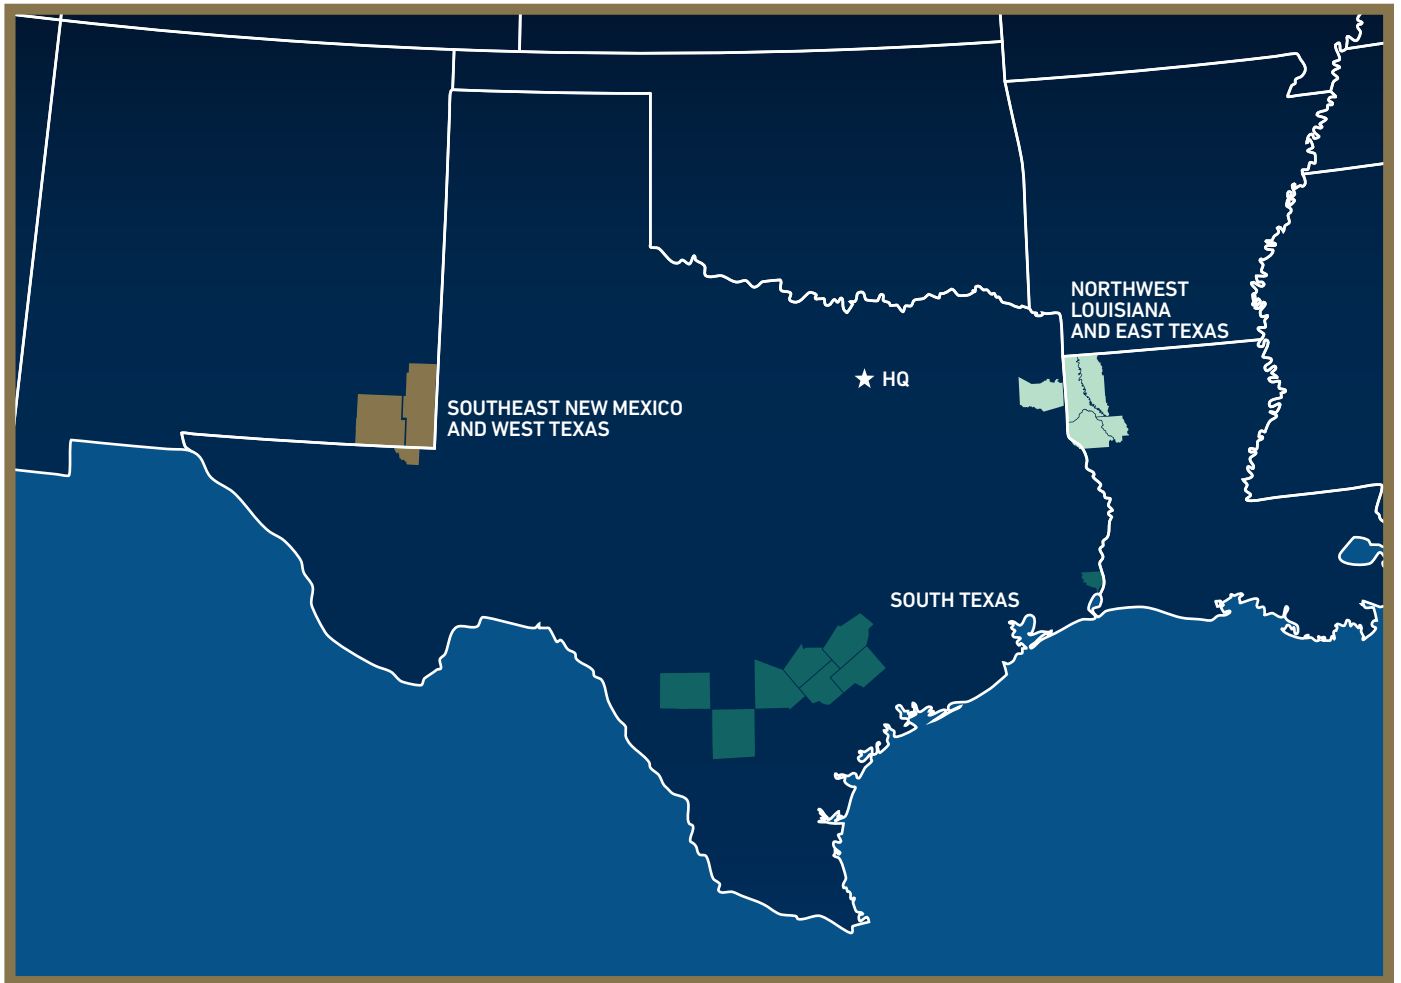 NORTHWEST
LOUISIANA
AND EAST TEXAS
HQ
SOUTHEAST NEW MEXICO
AND WEST TEXAS
SOUTH TEXAS